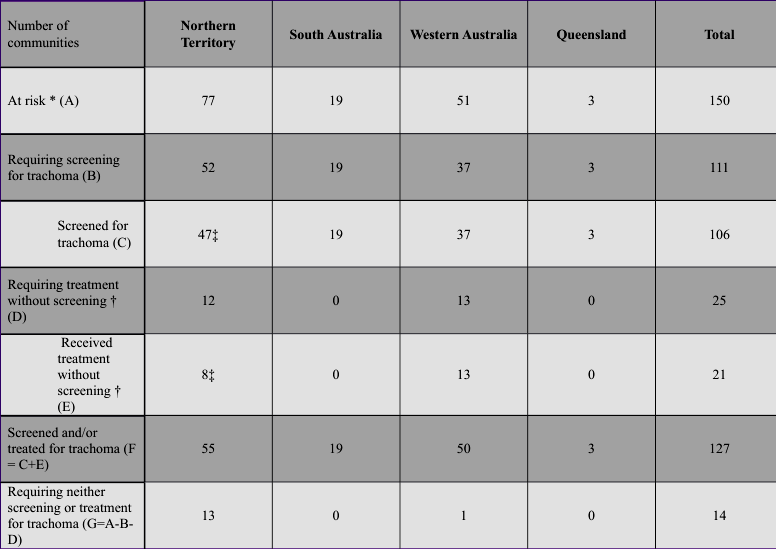 Number of
communities
Northern
Territory
South Australia
Western Australia
Queensland
Total
At risk * (A)
77
19
51
3
150
Requiring screening
for trachoma (B)
52
19
37
3
111
Screened for
trachoma (C)
47‡
19
37
3
106
Requiring treatment
without screening †
(D)
12
0
13
0
25
Received
treatment
without
screening †
(E)
8‡
0
13
0
21
Screened and/or
treated for trachoma (F
= C+E)
55
19
50
3
127
Requiring neither
screening or treatment
for trachoma (G=A-B-
D)
13
0
1
0
14